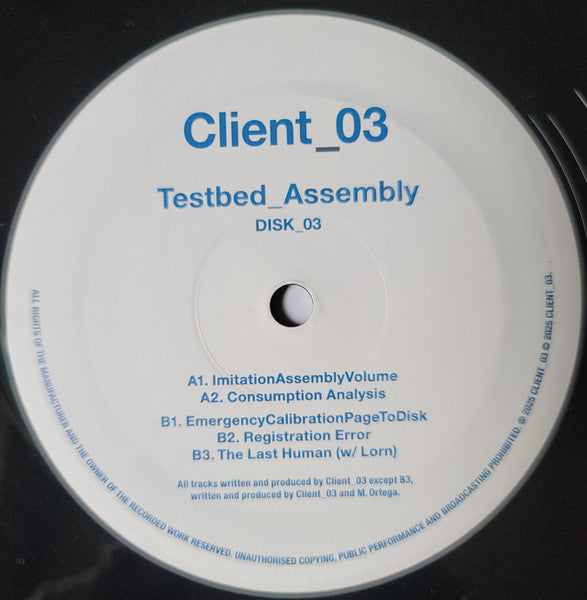 Client_03
Testbed_Assembly
DISK_03
A1. ImitationAssemblyVolume
A2. Consumption Analysis
B1. EmergencyCalibrationPageToDisk
B2. Registration Error
B3. The Last Human (w/ Lorn)
All tracks written and produced by Client_03 except B3,
written and produced by Client_03 and M. Ortega.
ALL RIGHTS OF THE MANUFACTURER AND THE OWNER OF THE RECORDED WORK RESERVED. UNAUTHORISED COPYING, PUBLIC PERFORMANCE AND BROADCASTING PROHIBITED. ℗ 2025 CLIENT_03 © 2025 CLIENT_03.